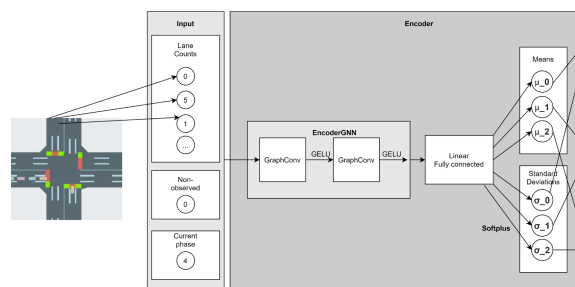 Input
Encoder
Lane
Counts
0
5
1
...
Non-
observed
0
Current
phase
4
EncoderGNN
GraphConv
GELU
GraphConv
GELU
Linear
Fully connected
Means
μ_0
μ_1
μ_2
Standard
Deviations
σ_0
σ_1
σ_2
Softplus